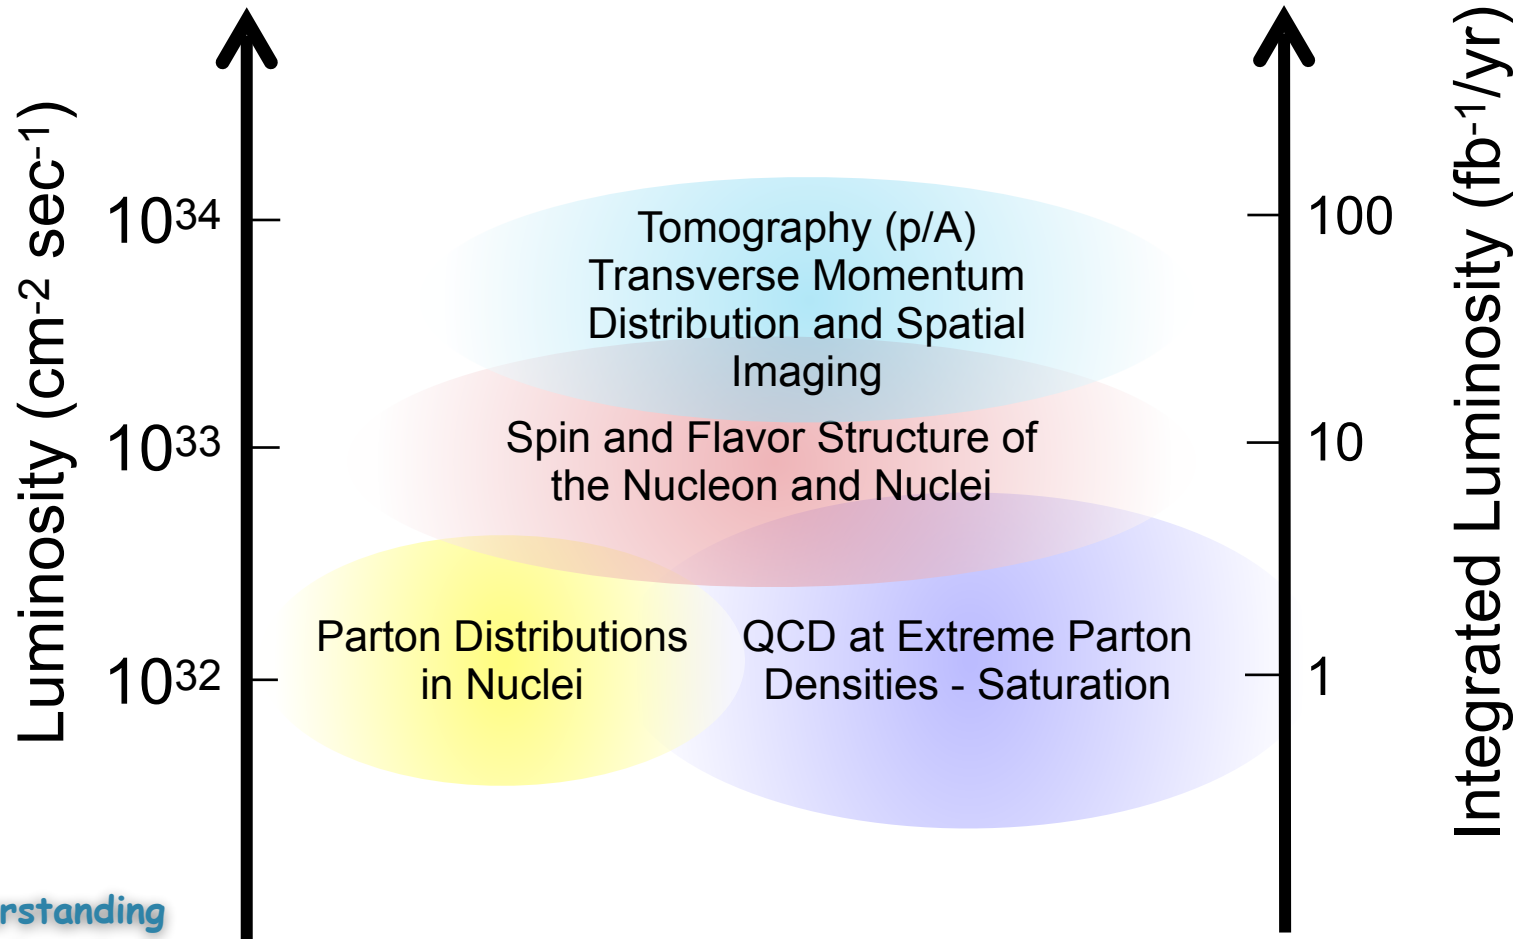 Luminosity (cm-2 sec-1)
1034
1033
1032
Tomography (p/A)
Transverse Momentum
Distribution and Spatial
Imaging
Spin and Flavor Structure of
the Nucleon and Nuclei
Parton Distributions
in Nuclei
QCD at Extreme Parton
Densities - Saturation
100
10
1
Integrated Luminosity (fb-1/yr)
rstanding